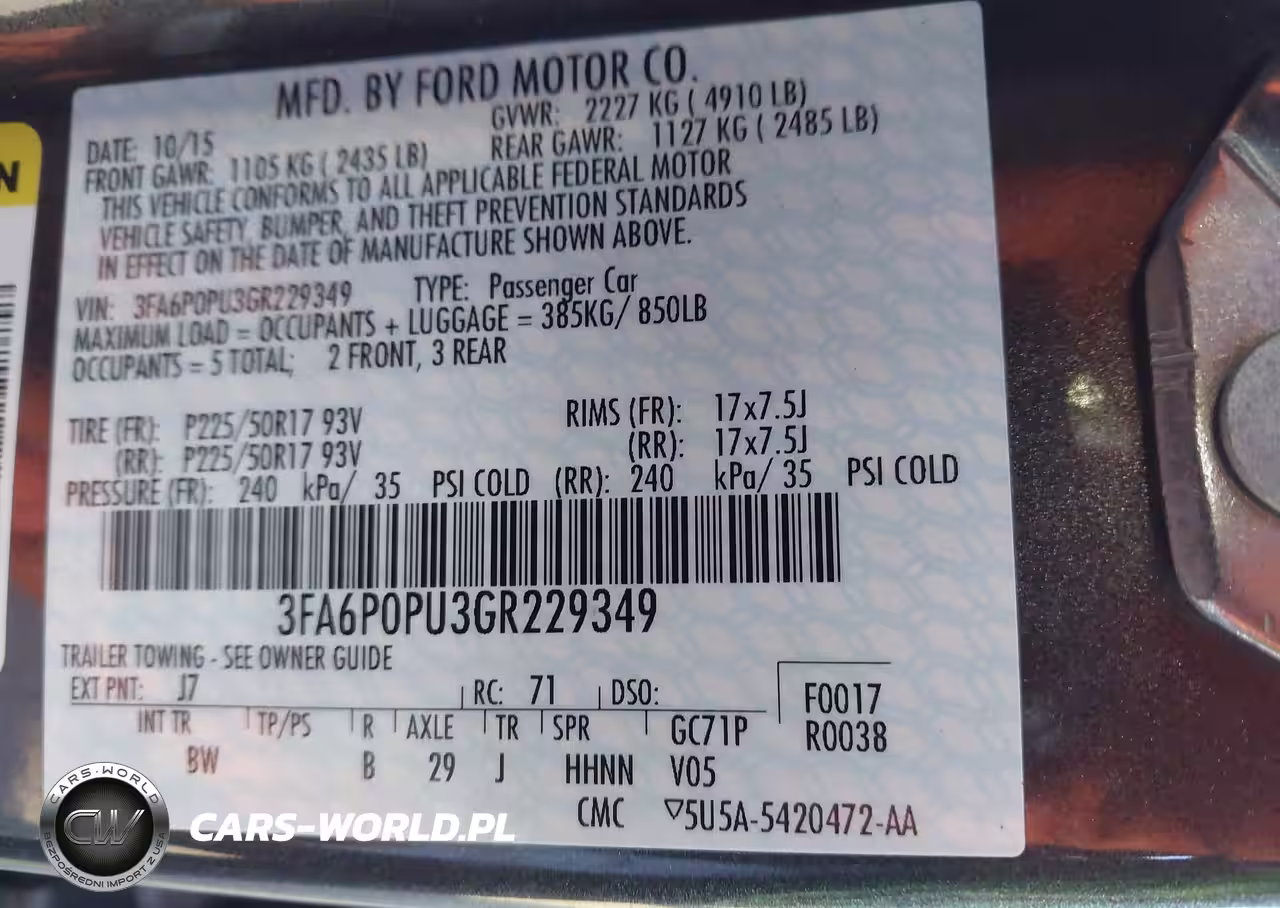 MFD. BY FORD MOTOR CO.
DATE: 10/15 GVWR: 2227 KG ( 4910 LB)
FRONT GAWR: 1105 KG ( 2435 LB) REAR GAWR: 1127 KG ( 2485 LB)
THIS VEHICLE CONFORMS TO ALL APPLICABLE FEDERAL MOTOR
VEHICLE SAFETY, BUMPER, AND THEFT PREVENTION STANDARDS
IN EFFECT ON THE DATE OF MANUFACTURE SHOWN ABOVE.
VIN: 3FA6P0PU3GR229349 TYPE: Passenger Car
MAXIMUM LOAD = OCCUPANTS + LUGGAGE = 385KG/ 850LB
OCCUPANTS = 5 TOTAL; 2 FRONT, 3 REAR
TIRE (FR): P225/50R17 93V RIMS (FR): 17x7.5J
(RR): P225/50R17 93V (RR): 17x7.5J
PRESSURE (FR): 240 kPa/ 35 PSI COLD (RR): 240 kPa/ 35 PSI COLD
3FA6P0PU3GR229349
TRAILER TOWING - SEE OWNER GUIDE
EXT PNT: J7 RC: 71 DSO: F0017
INT TR TP/PS R AXLE TR SPR GC71P R0038
BW B 29 J HHNN V05
CMC ▽5U5A-5420472-AA
N
CARS-WORLD
CW
BEZPOŚREDNI IMPORT Z USA
CARS-WORLD.PL